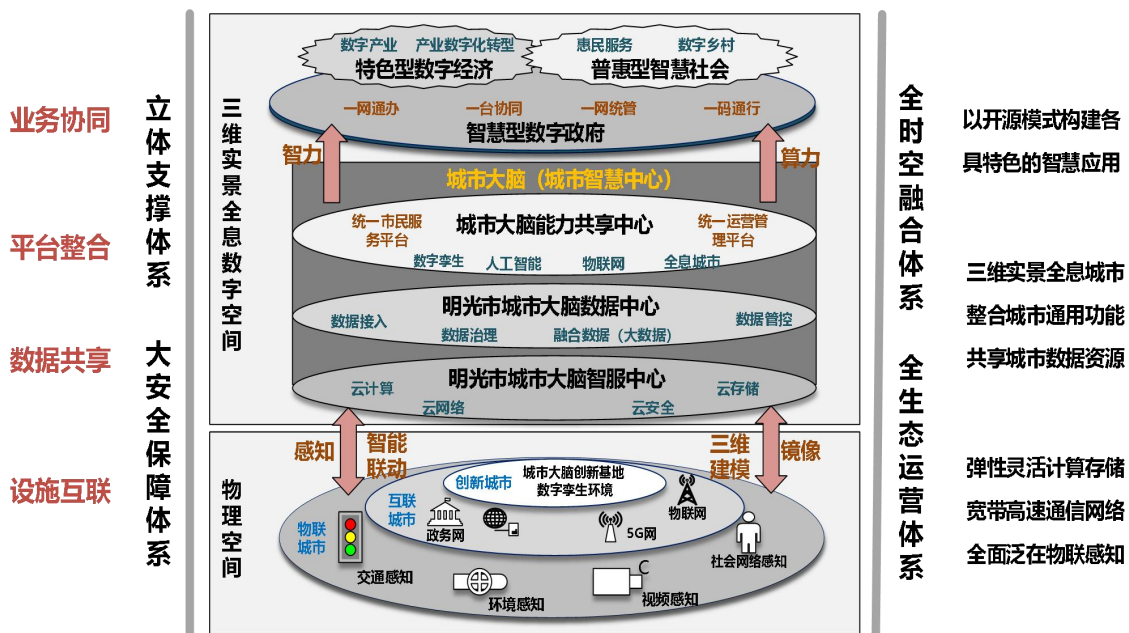 业务协同
平台整合
数据共享
设施互联
立体支撑体系
大安全保障体系
三维实景全息数字空间
数字产业 产业数字化转型
特色型数字经济
惠民服务 数字乡村
普惠型智慧社会
一网通办 一台协同 一网统管 一码通行
智慧型数字政府
智力
算力
城市大脑（城市智慧中心）
统一市民服
务平台
城市大脑能力共享中心
统一运营管
理平台
数字孪生 人工智能 物联网 全息城市
明光市城市大脑数据中心
数据接入 数据治理 融合数据（大数据） 数据管控
明光市城市大脑智服中心
云计算 云网络 云安全 云存储
感知
智能
联动
三维
建模
镜像
物理空间
创新城市
城市大脑创新基地
数字孪生环境
互联
城市
政务网
5G网
物联网
物联
城市
交通感知
环境感知
C
视频感知
社会网络感知
全时空融合体系
全生态运营体系
以开源模式构建各
具特色的智慧应用
三维实景全息城市
整合城市通用功能
共享城市数据资源
弹性灵活计算存储
宽带高速通信网络
全面泛在物联感知